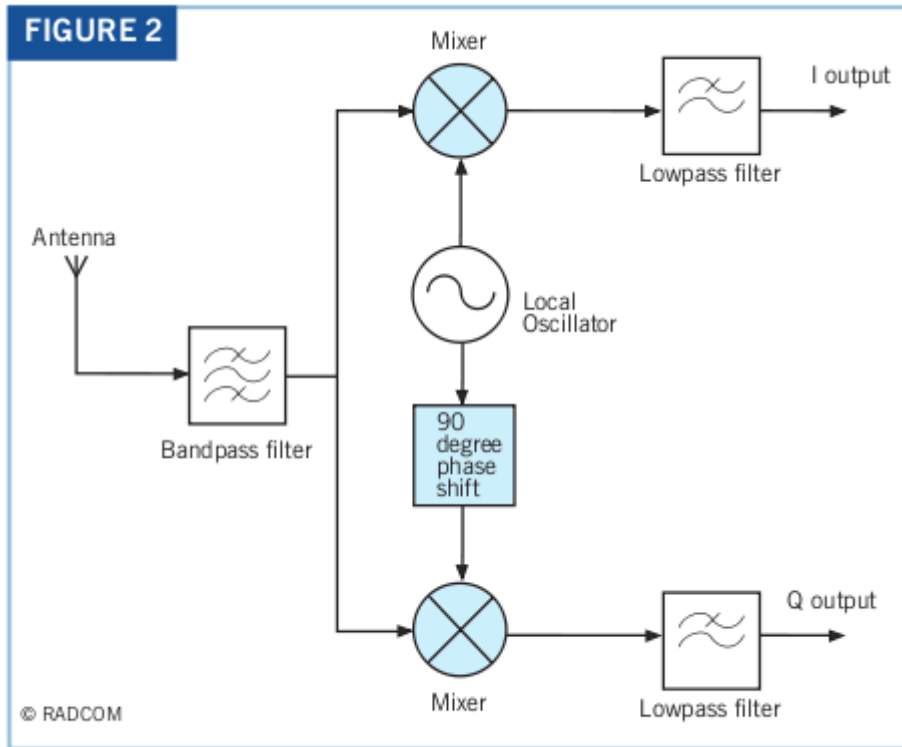 FIGURE 2
Mixer
I output
Lowpass filter
Antenna
Local
Oscillator
Bandpass filter
90
degree
phase
shift
Q output
Mixer
Lowpass filter
© RADCOM